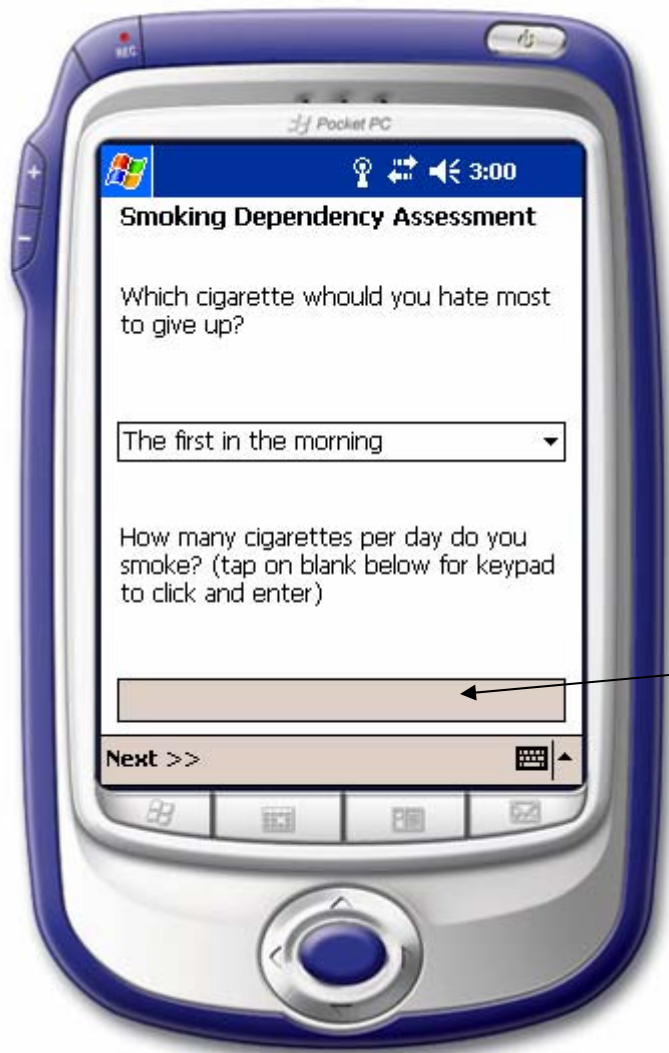 REC
Pocket PC
3:00
Smoking Dependency Assessment
Which cigarette whould you hate most
to give up?
The first in the morning
How many cigarettes per day do you
smoke? (tap on blank below for keypad
to click and enter)
Next >>